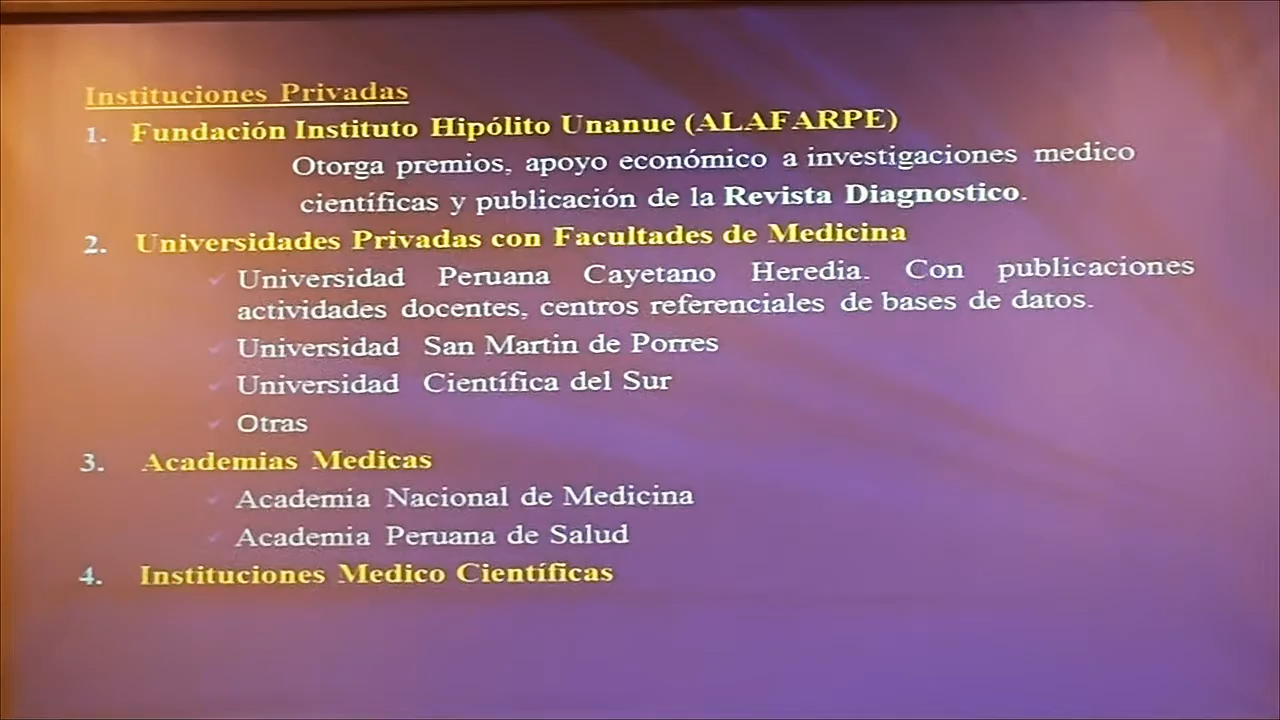 Instituciones Privadas
1. Fundación Instituto Hipólito Unanue (ALAFARPE)
Otorga premios, apoyo económico a investigaciones medico
científicas y publicación de la Revista Diagnostico.
2. Universidades Privadas con Facultades de Medicina
✓ Universidad Peruana Cayetano Heredia. Con publicaciones
actividades docentes, centros referenciales de bases de datos.
✓ Universidad San Martin de Porres
✓ Universidad Científica del Sur
✓ Otras
3. Academias Medicas
✓ Academia Nacional de Medicina
✓ Academia Peruana de Salud
4. Instituciones Medico Científicas